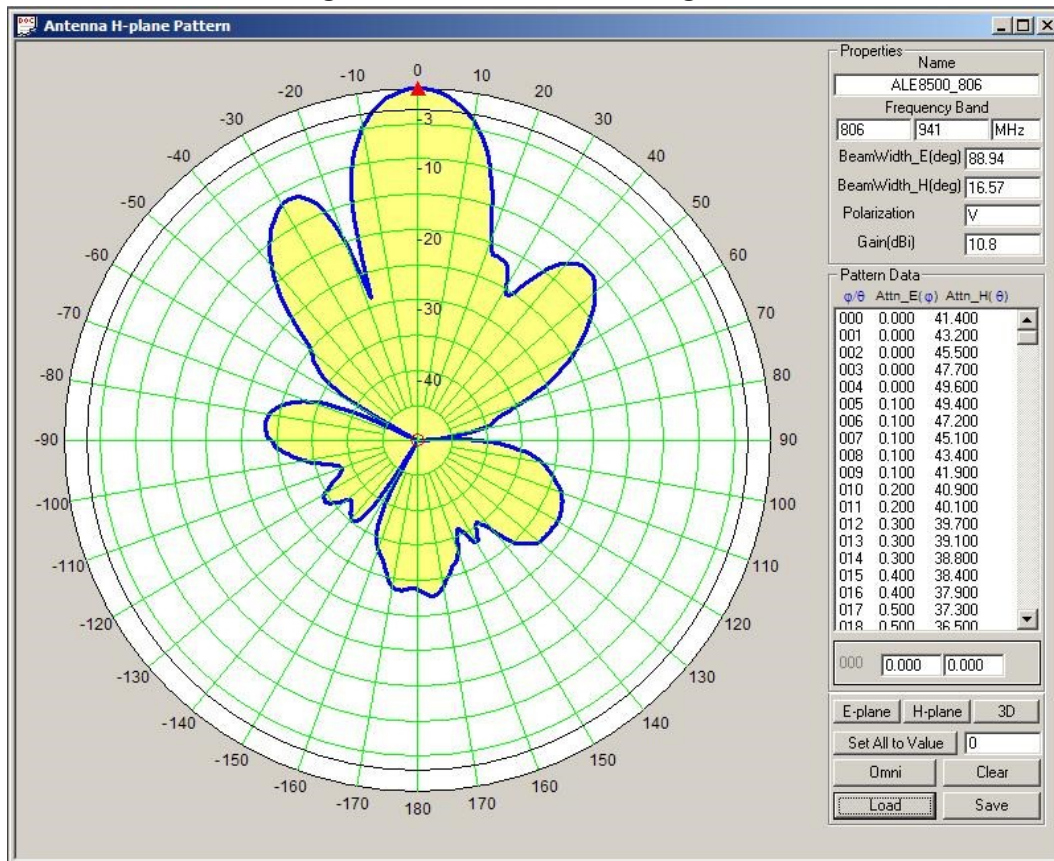 Antenna H-plane Pattern
0
-10 10
-20 20
-30 30
-40 40
-50 50
-60 60
-70 70
-80 80
-90 90
-100 100
-110 110
-120 120
-130 130
-140 140
-150 150
-160 160
-170 180 170
-3
-10
-20
-30
-40
Properties
Name
ALE8500_806
Frequency Band
806 941 MHz
BeamWidth_E(deg) 88.94
BeamWidth_H(deg) 16.57
Polarization V
Gain(dBi) 10.8
Pattern Data
φ/θ Attn_E(φ) Attn_H(θ)
000 0.000 41.400
001 0.000 43.200
002 0.000 45.500
003 0.000 47.700
004 0.000 49.600
005 0.100 49.400
006 0.100 47.200
007 0.100 45.100
008 0.100 43.400
009 0.100 41.900
010 0.200 40.900
011 0.200 40.100
012 0.300 39.700
013 0.300 39.100
014 0.300 38.800
015 0.400 38.400
016 0.400 37.900
017 0.500 37.300
018 0.500 36.500
000 0.000 0.000
E-plane H-plane 3D
Set All to Value 0
Omni Clear
Load Save